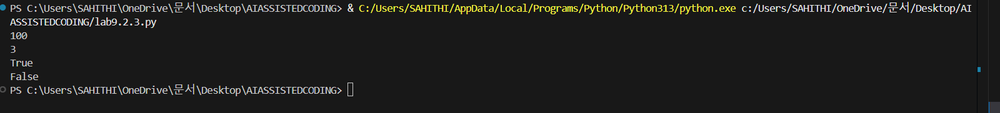 PS C:\Users\SAHITHI\OneDrive\문서\Desktop\AIASSISTEDCODING> & C:/Users/SAHITHI/AppData/Local/Programs/Python/Python313/python.exe c:/Users/SAHITHI/OneDrive/문서/Desktop/AI
ASSISTEDCODING/lab9.2.3.py
100
3
True
False
PS C:\Users\SAHITHI\OneDrive\문서\Desktop\AIASSISTEDCODING>